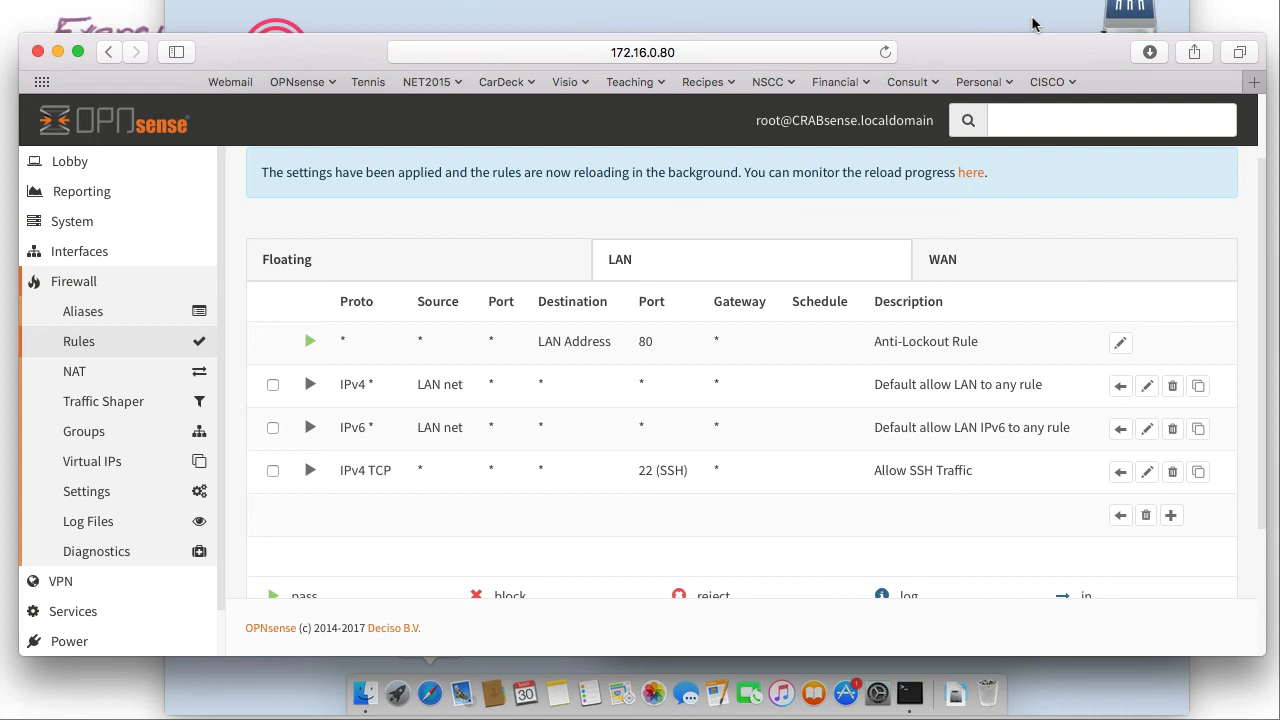 172.16.0.80
Webmail OPNsense Tennis NET2015 CarDeck Visio Teaching Recipes NSCC Financial Consult Personal CISCO
OPNsense root@CRABsense.localdomain
Lobby
Reporting
System
Interfaces
Firewall
Aliases
Rules
NAT
Traffic Shaper
Groups
Virtual IPs
Settings
Log Files
Diagnostics
VPN
Services
Power
The settings have been applied and the rules are now reloading in the background. You can monitor the reload progress here.
Floating LAN WAN
Proto Source Port Destination Port Gateway Schedule Description
* * * LAN Address 80 * Anti-Lockout Rule
IPv4 * LAN net * * * * Default allow LAN to any rule
IPv6 * LAN net * * * * Default allow LAN IPv6 to any rule
IPv4 TCP * * * 22 (SSH) * Allow SSH Traffic
pass block reject log in
OPNsense (c) 2014-2017 Deciso B.V.
30
1